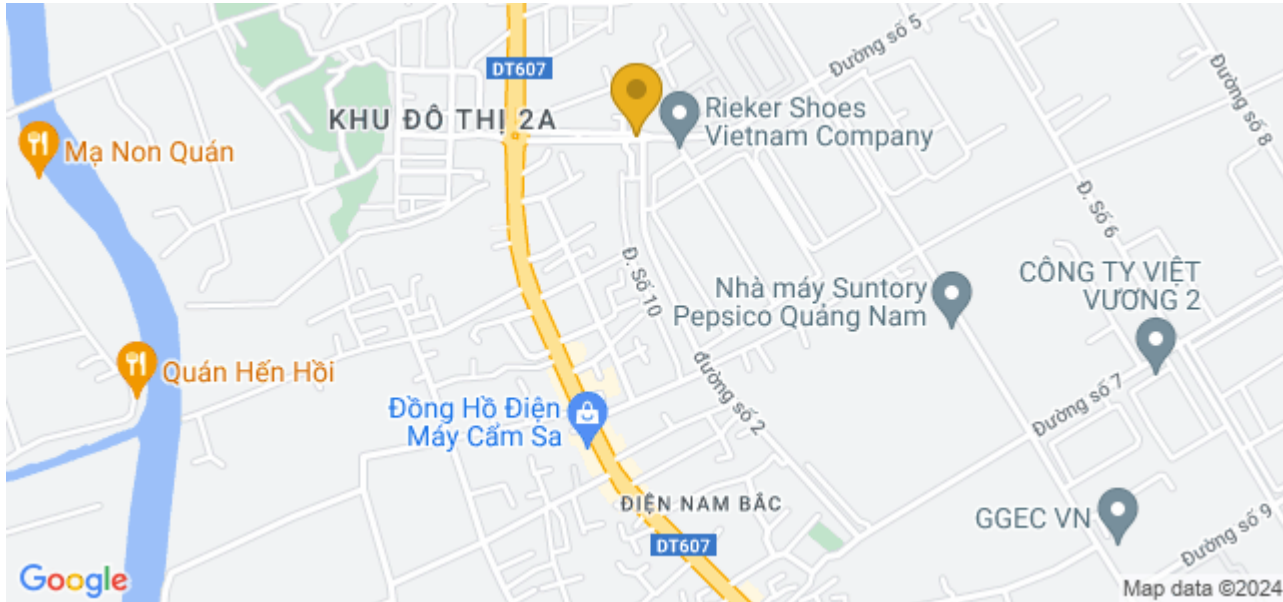 DT607
Đường số 5
Đường số 8
Rieker Shoes
Vietnam Company
KHU ĐÔ THỊ 2A
Mạ Non Quán
Đ. Số 6
Đ. Số 10
CÔNG TY VIỆT
VƯƠNG 2
Nhà máy Suntory
Pepsico Quảng Nam
Quán Hến Hồi
đường số 2
Đường số 7
Đồng Hồ Điện
Máy Cẩm Sa
ĐIỆN NAM BẮC
GGEC VN
Đường số 9
DT607
Google
Map data ©2024